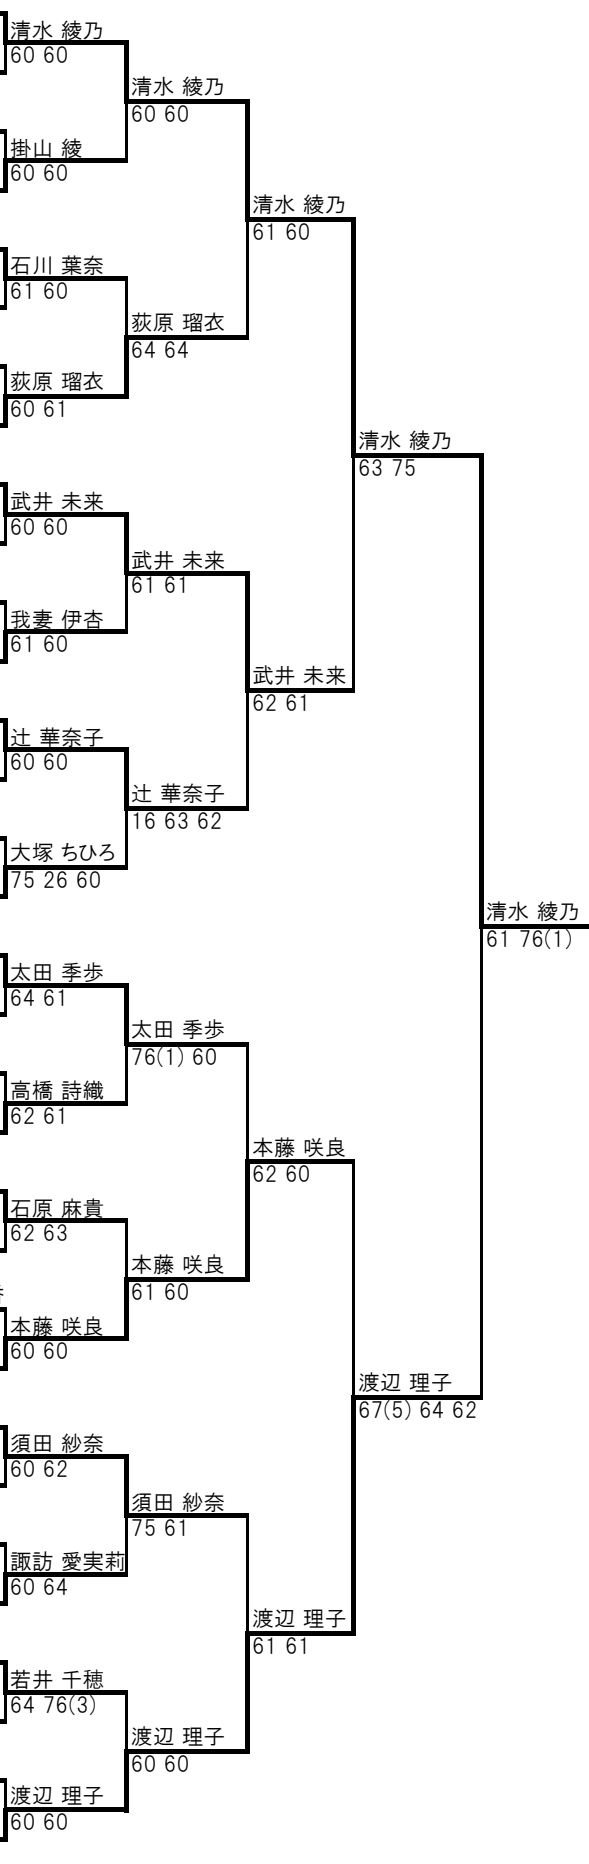 清水 綾乃
60 60
清水 綾乃
60 60
掛山 綾
60 60
清水 綾乃
61 60
石川 葉奈
61 60
荻原 瑠衣
64 64
荻原 瑠衣
60 61
清水 綾乃
63 75
武井 未来
60 60
武井 未来
61 61
我妻 伊杏
61 60
武井 未来
62 61
辻 華奈子
60 60
辻 華奈子
16 63 62
大塚 ちひろ
75 26 60
清水 綾乃
61 76(1)
太田 季歩
64 61
太田 季歩
76(1) 60
高橋 詩織
62 61
本藤 咲良
62 60
石原 麻貴
62 63
本藤 咲良
61 60
本藤 咲良
60 60
渡辺 理子
67(5) 64 62
須田 紗奈
60 62
須田 紗奈
75 61
諏訪 愛実莉
60 64
渡辺 理子
61 61
若井 千穂
64 76(3)
渡辺 理子
60 60
渡辺 理子
60 60